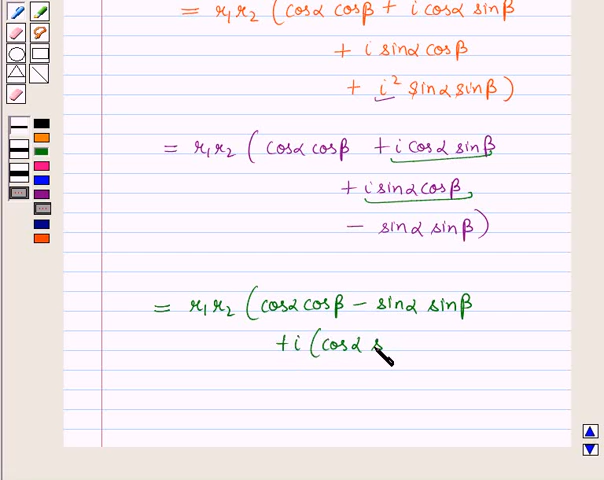 = r₁r₂ (cosα cosβ + i cosα sinβ
+ i sinα cosβ
+ i² sinα sinβ)
= r₁r₂ (cosα cosβ + i cosα sinβ
+ i sinα cosβ
− sinα sinβ)
= r₁r₂ (cosα cosβ − sinα sinβ
+ i (cosα s